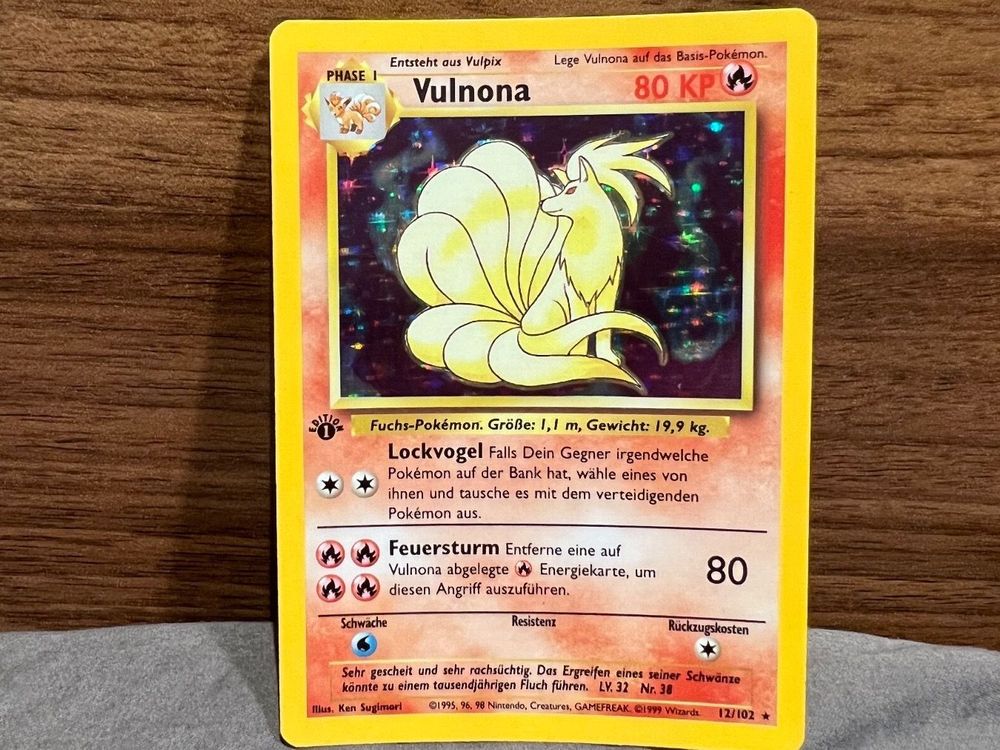 Entsteht aus Vulpix
Lege Vulnona auf das Basis-Pokémon.
PHASE 1
Vulnona
80 KP
EDITION
1
Fuchs-Pokémon. Größe: 1,1 m, Gewicht: 19,9 kg.
Lockvogel Falls Dein Gegner irgendwelche
Pokémon auf der Bank hat, wähle eines von
ihnen und tausche es mit dem verteidigenden
Pokémon aus.
Feuersturm Entferne eine auf
Vulnona abgelegte Energiekarte, um
diesen Angriff auszuführen.
80
Schwäche
Resistenz
Rückzugskosten
Sehr gescheit und sehr rachsüchtig. Das Ergreifen eines seiner Schwänze
könnte zu einem tausendjährigen Fluch führen. LV. 32 Nr. 38
Illus. Ken Sugimori
©1995, 96, 98 Nintendo, Creatures, GAMEFREAK. ©1999 Wizards.
12/102 ★